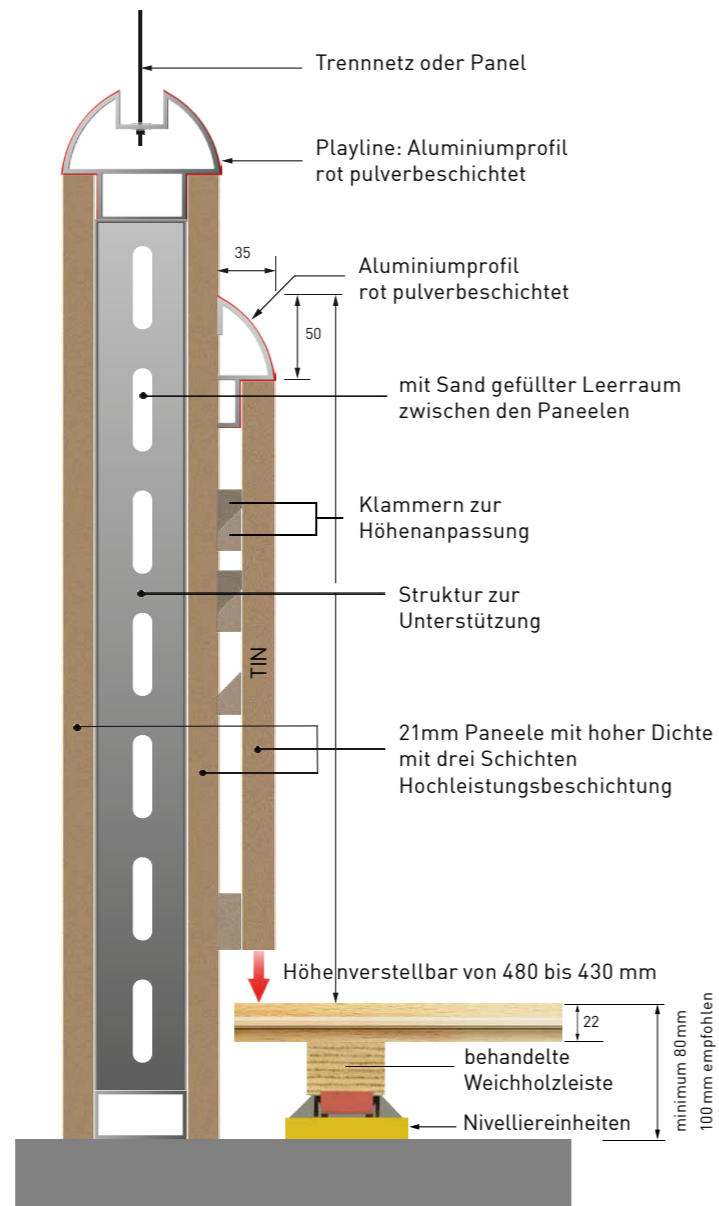 Trennnetz oder Panel
Playline: Aluminiumprofil
rot pulverbeschichtet
35
Aluminiumprofil
rot pulverbeschichtet
50
mit Sand gefüllter Leerraum
zwischen den Paneelen
Klammern zur
Höhenanpassung
Struktur zur
Unterstützung
TIN
21mm Paneele mit hoher Dichte
mit drei Schichten
Hochleistungsbeschichtung
Höhenverstellbar von 480 bis 430 mm
22
behandelte
Weichholzleiste
Nivelliereinheiten
minimum 80mm
100 mm empfohlen